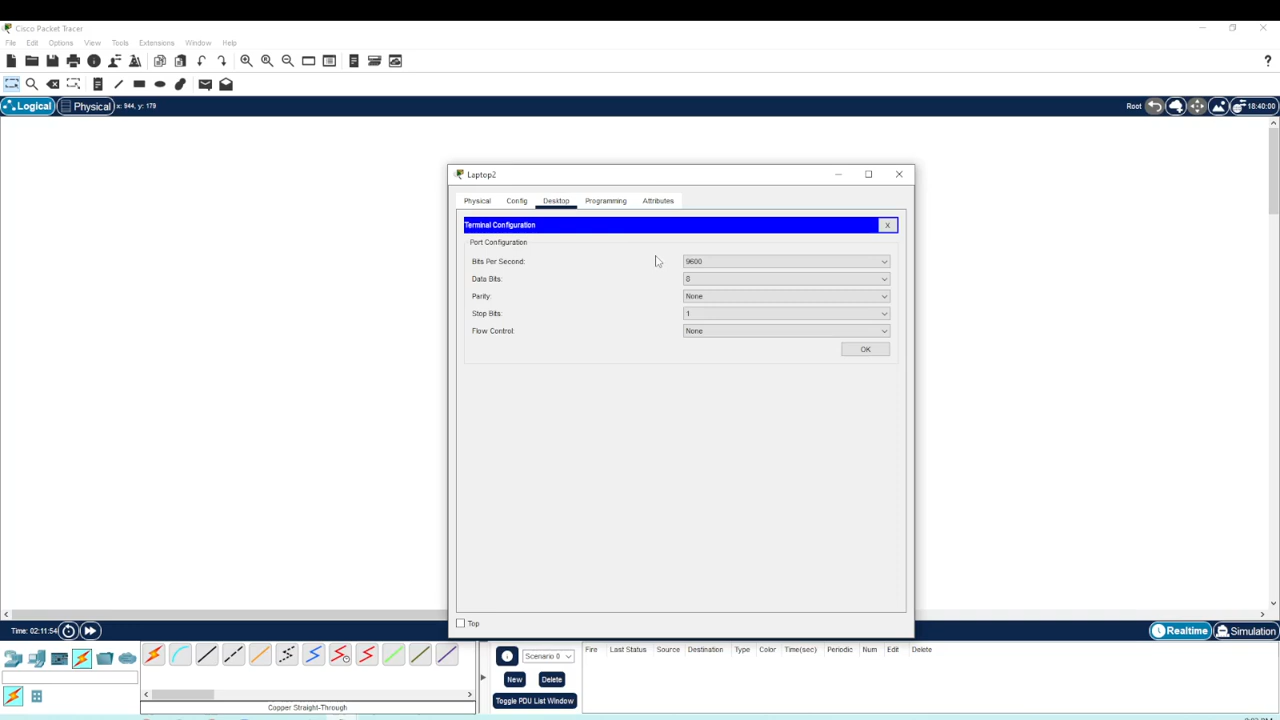 Cisco Packet Tracer
File Edit Options View Tools Extensions Window Help
Logical Physical x: 944, y: 179 Root 18:40:00
Laptop2
Physical Config Desktop Programming Attributes
Terminal Configuration X
Port Configuration
Bits Per Second: 9600
Data Bits: 8
Parity: None
Stop Bits: 1
Flow Control: None
OK
Top
Time: 02:11:54 Realtime Simulation
Scenario 0 Fire Last Status Source Destination Type Color Time(sec) Periodic Num Edit Delete
New Delete
Toggle PDU List Window
Copper Straight-Through